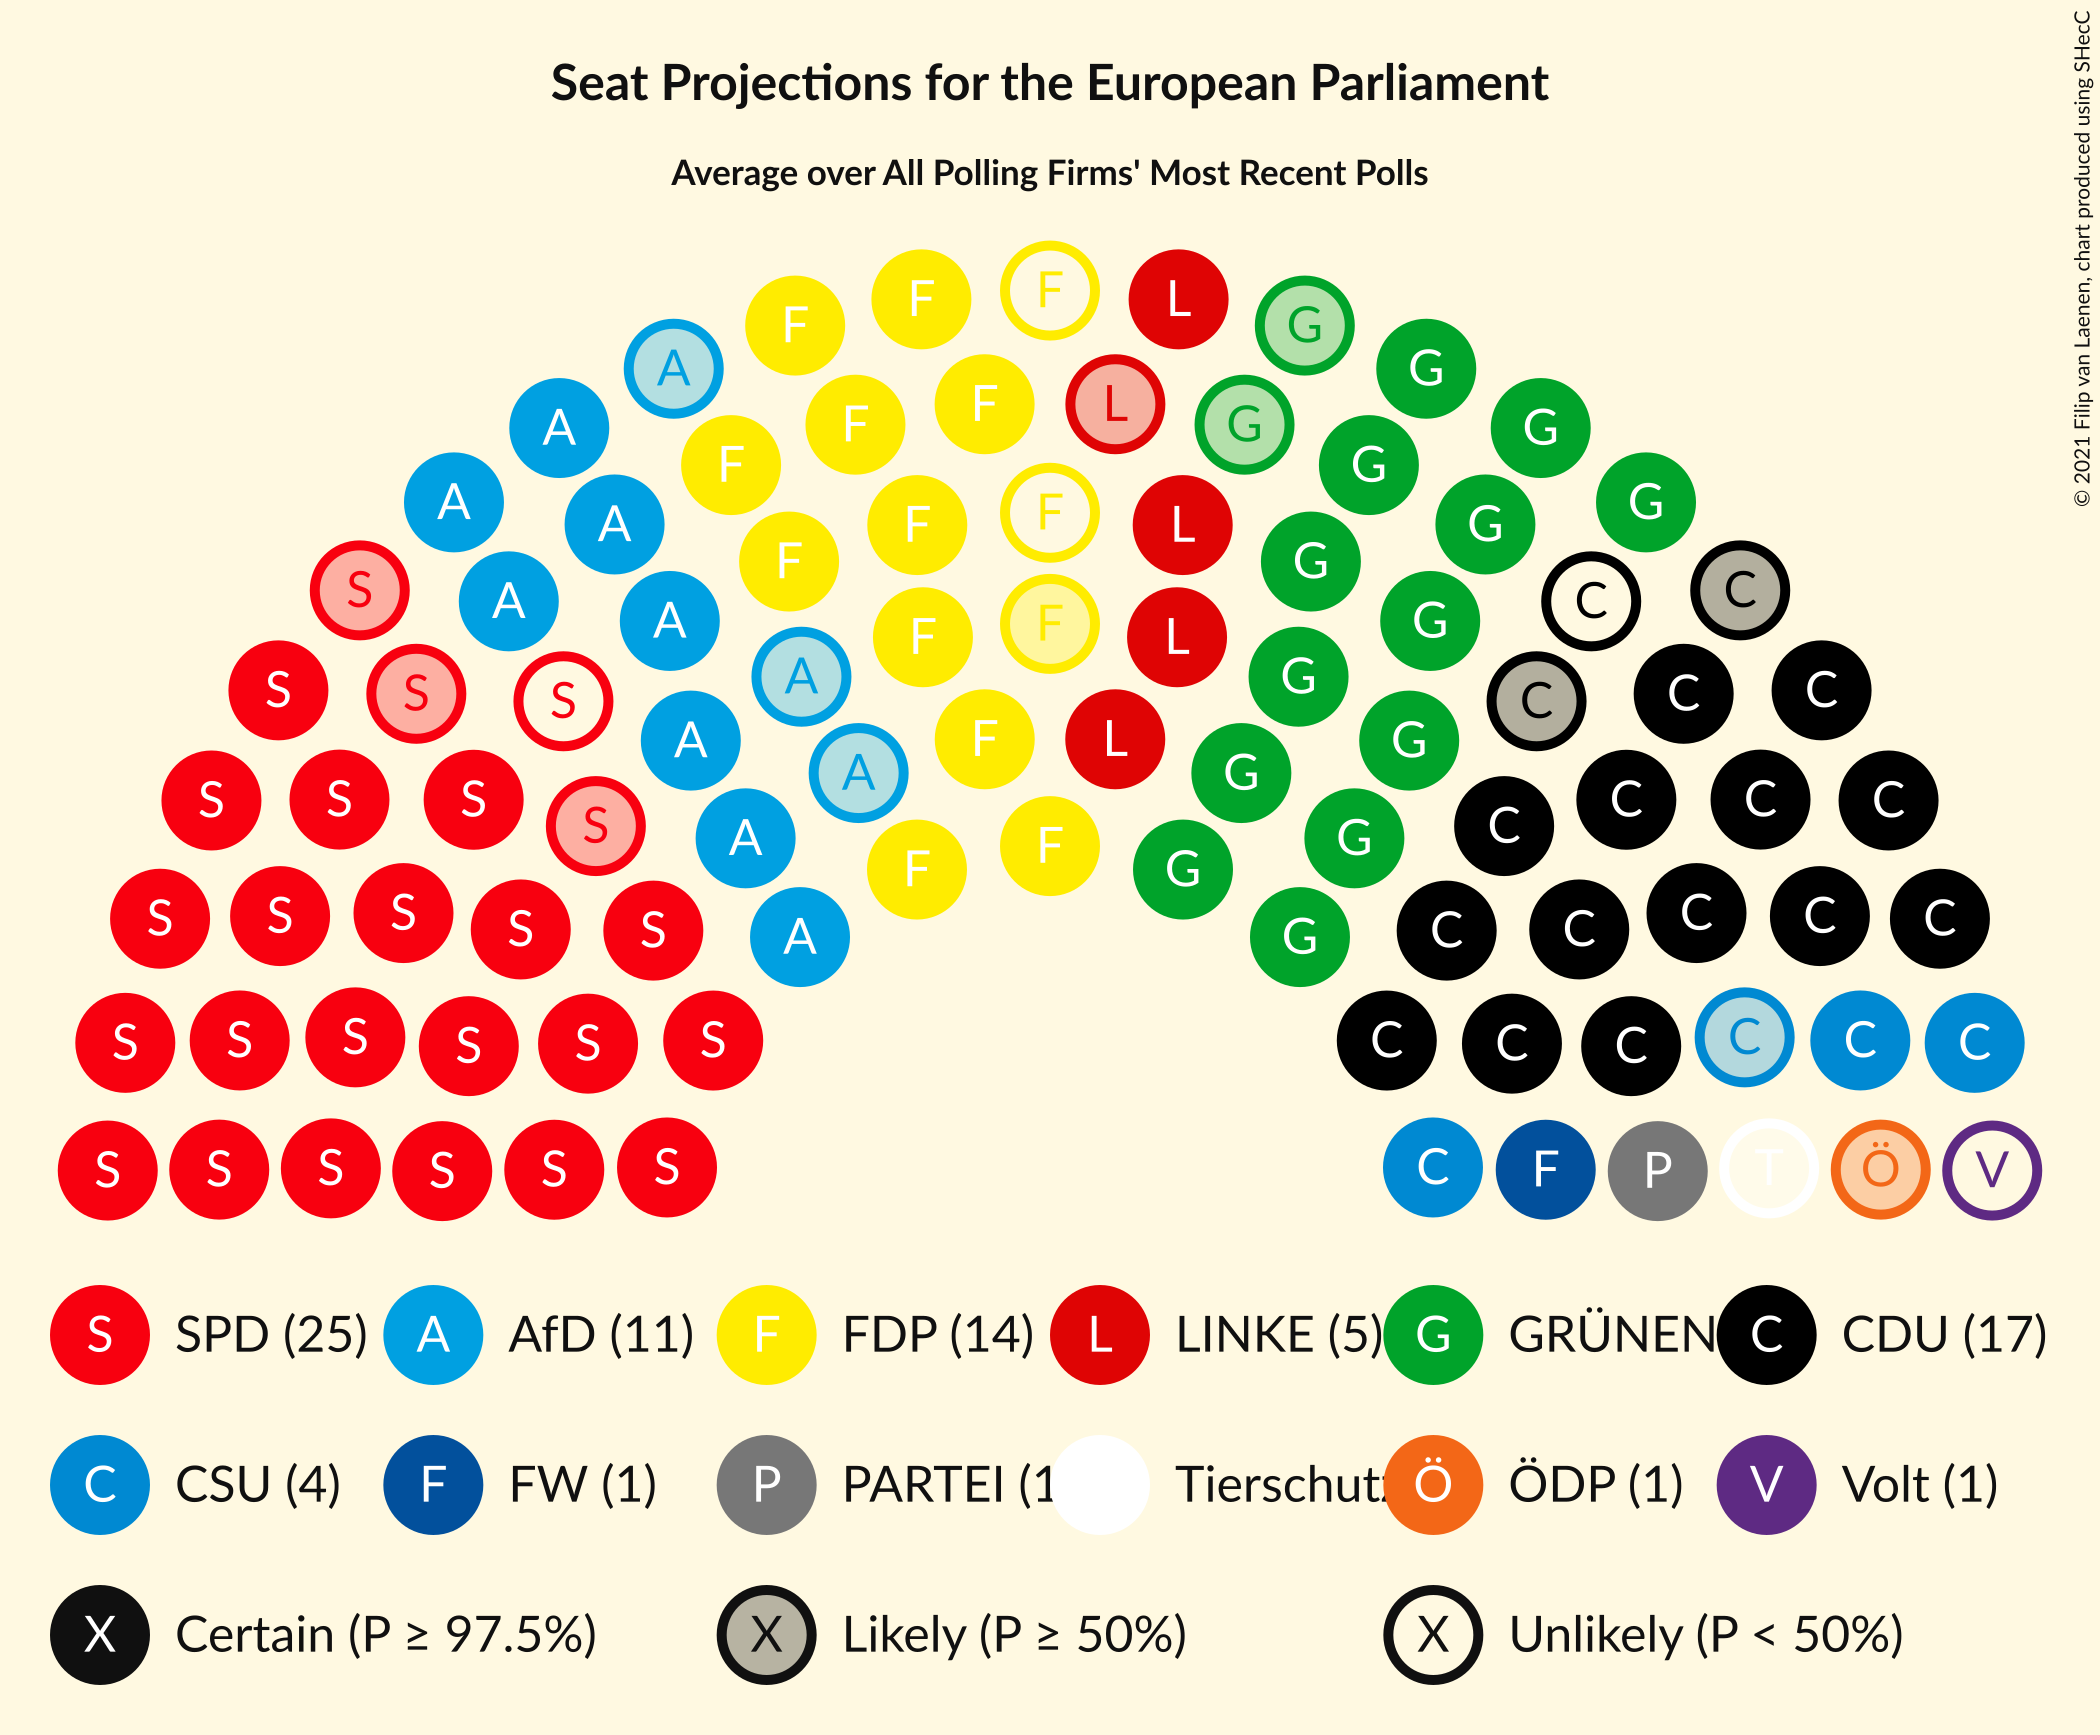 Seat Projections for the European Parliament
Average over All Polling Firms' Most Recent Polls
© 2021 Filip van Laenen, chart produced using SHecC
F
L F G
F G
A G
A L F G
F G
A G
F F
A L G
A G
F G
S C
A C
A G
F
F L
A G
S C
S C
S C
A G
F L
A G
S C
S C
S C
S C
A G
F
F G
S C
S C
S C
S C
S C
A G
S C
S C
S C
S C
S C
S C
S C
S F
S P
S T
S Ö
S V
S SPD (25) A AfD (11) F FDP (14) L LINKE (5) G GRÜNEN C CDU (17)
C CSU (4) F FW (1) P PARTEI (1 Tierschutz Ö ÖDP (1) V Volt (1)
X Certain (P ≥ 97.5%) X Likely (P ≥ 50%) X Unlikely (P < 50%)